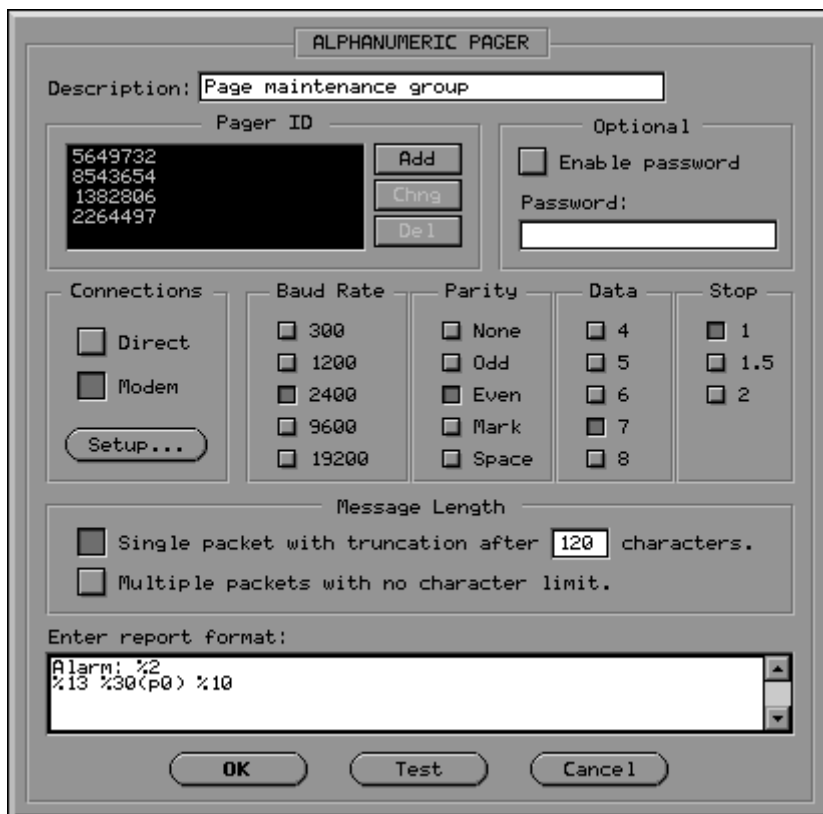 ALPHANUMERIC PAGER
Description: Page maintenance group
Pager ID
5649732
8543654
1382806
2264497
Add
Chng
Del
Optional
Enable password
Password:
Connections
Direct
Modem
Setup...
Baud Rate
300
1200
2400
9600
19200
Parity
None
Odd
Even
Mark
Space
Data
4
5
6
7
8
Stop
1
1.5
2
Message Length
Single packet with truncation after 120 characters.
Multiple packets with no character limit.
Enter report format:
Alarm: %2
%13 %30(p0) %10
OK
Test
Cancel